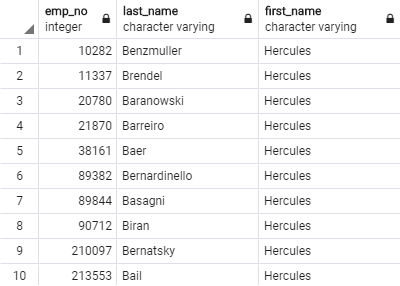 emp_no last_name first_name
integer character varying character varying
1 10282 Benzmuller Hercules
2 11337 Brendel Hercules
3 20780 Baranowski Hercules
4 21870 Barreiro Hercules
5 38161 Baer Hercules
6 89382 Bernardinello Hercules
7 89844 Basagni Hercules
8 90712 Biran Hercules
9 210097 Bernatsky Hercules
10 213553 Bail Hercules